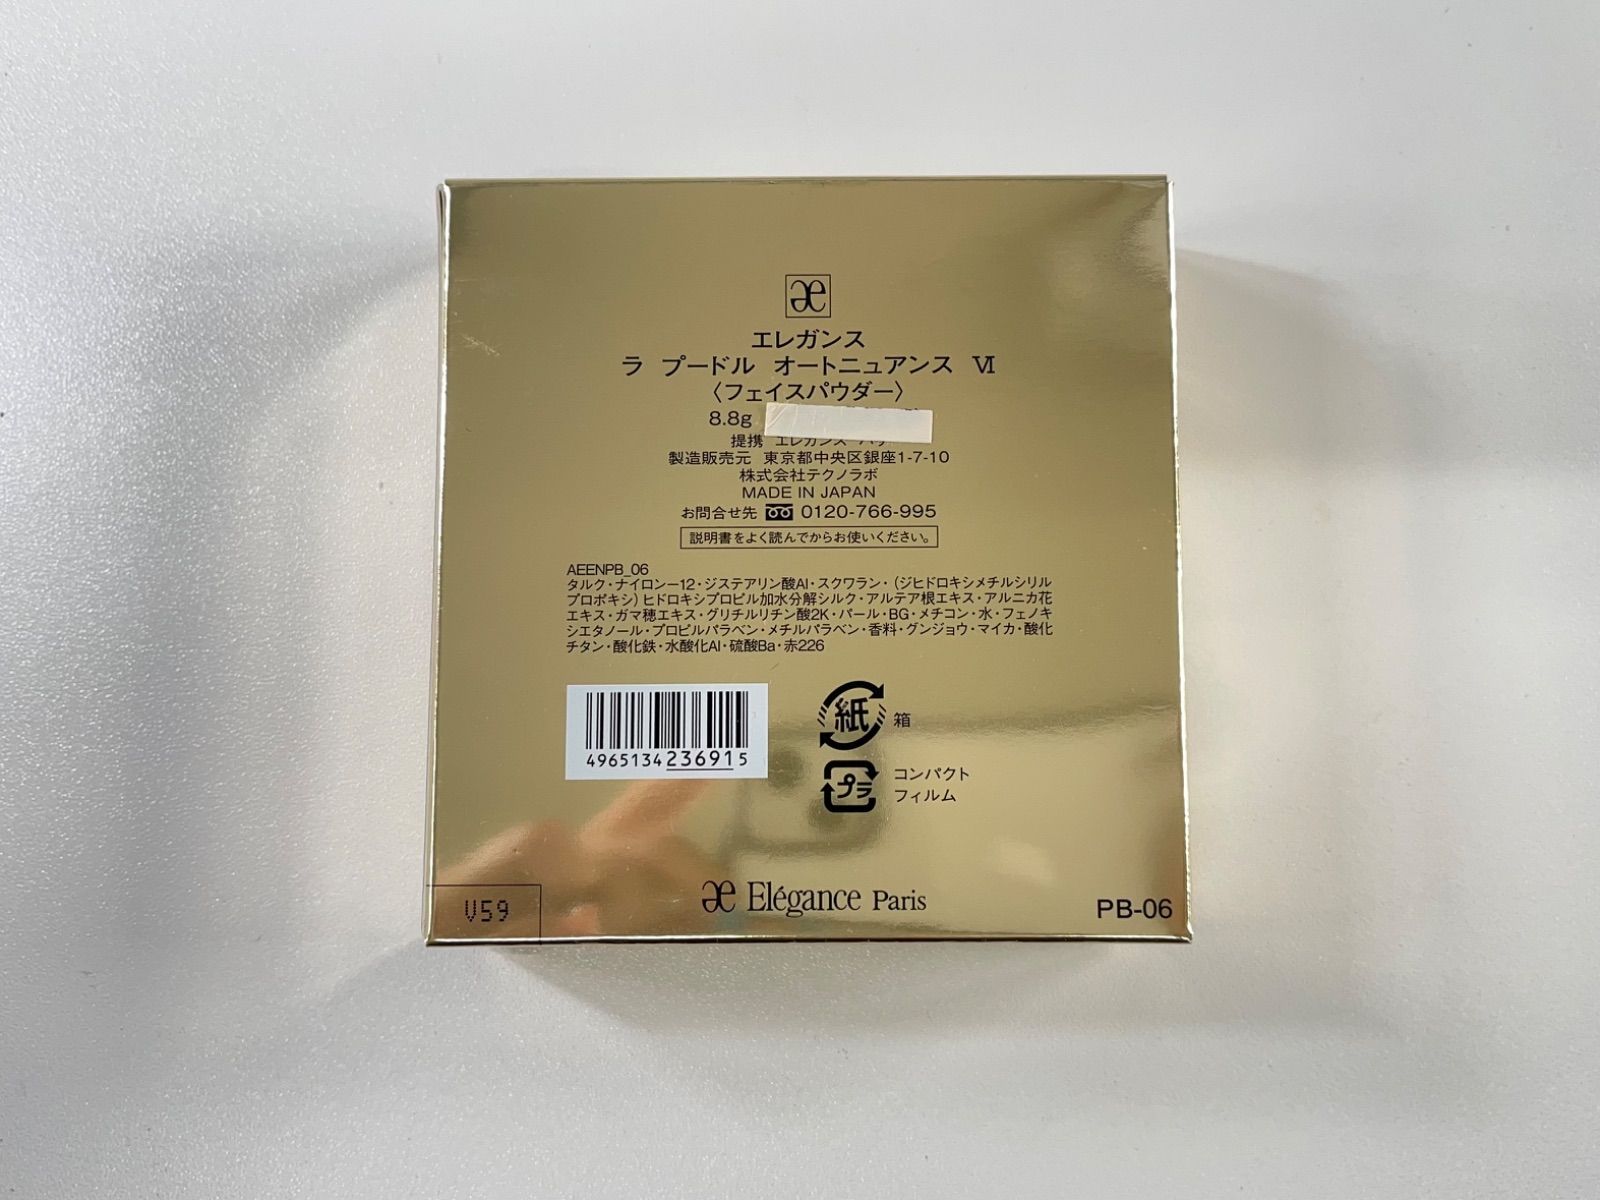 æ
エレガンス
ラ プードル オートニュアンス Ⅵ
〈フェイスパウダー〉
8.8g
提携 エレガンス
製造販売元 東京都中央区銀座1-7-10
株式会社テクノラボ
MADE IN JAPAN
お問合せ先 0120-766-995
説明書をよく読んでからお使いください。
AEENPB_06
タルク・ナイロン-12・ジステアリン酸Al・スクワラン・（ジヒドロキシメチルシリル
プロポキシ）ヒドロキシプロピル加水分解シルク・アルテア根エキス・アルニカ花
エキス・ガマ穂エキス・グリチルリチン酸2K・パール・BG・メチコン・水・フェノキ
シエタノール・プロピルパラベン・メチルパラベン・香料・グンジョウ・マイカ・酸化
チタン・酸化鉄・水酸化Al・硫酸Ba・赤226
4965134236915
紙 箱
プラ コンパクト
フィルム
æ Elégance Paris
V59
PB-06